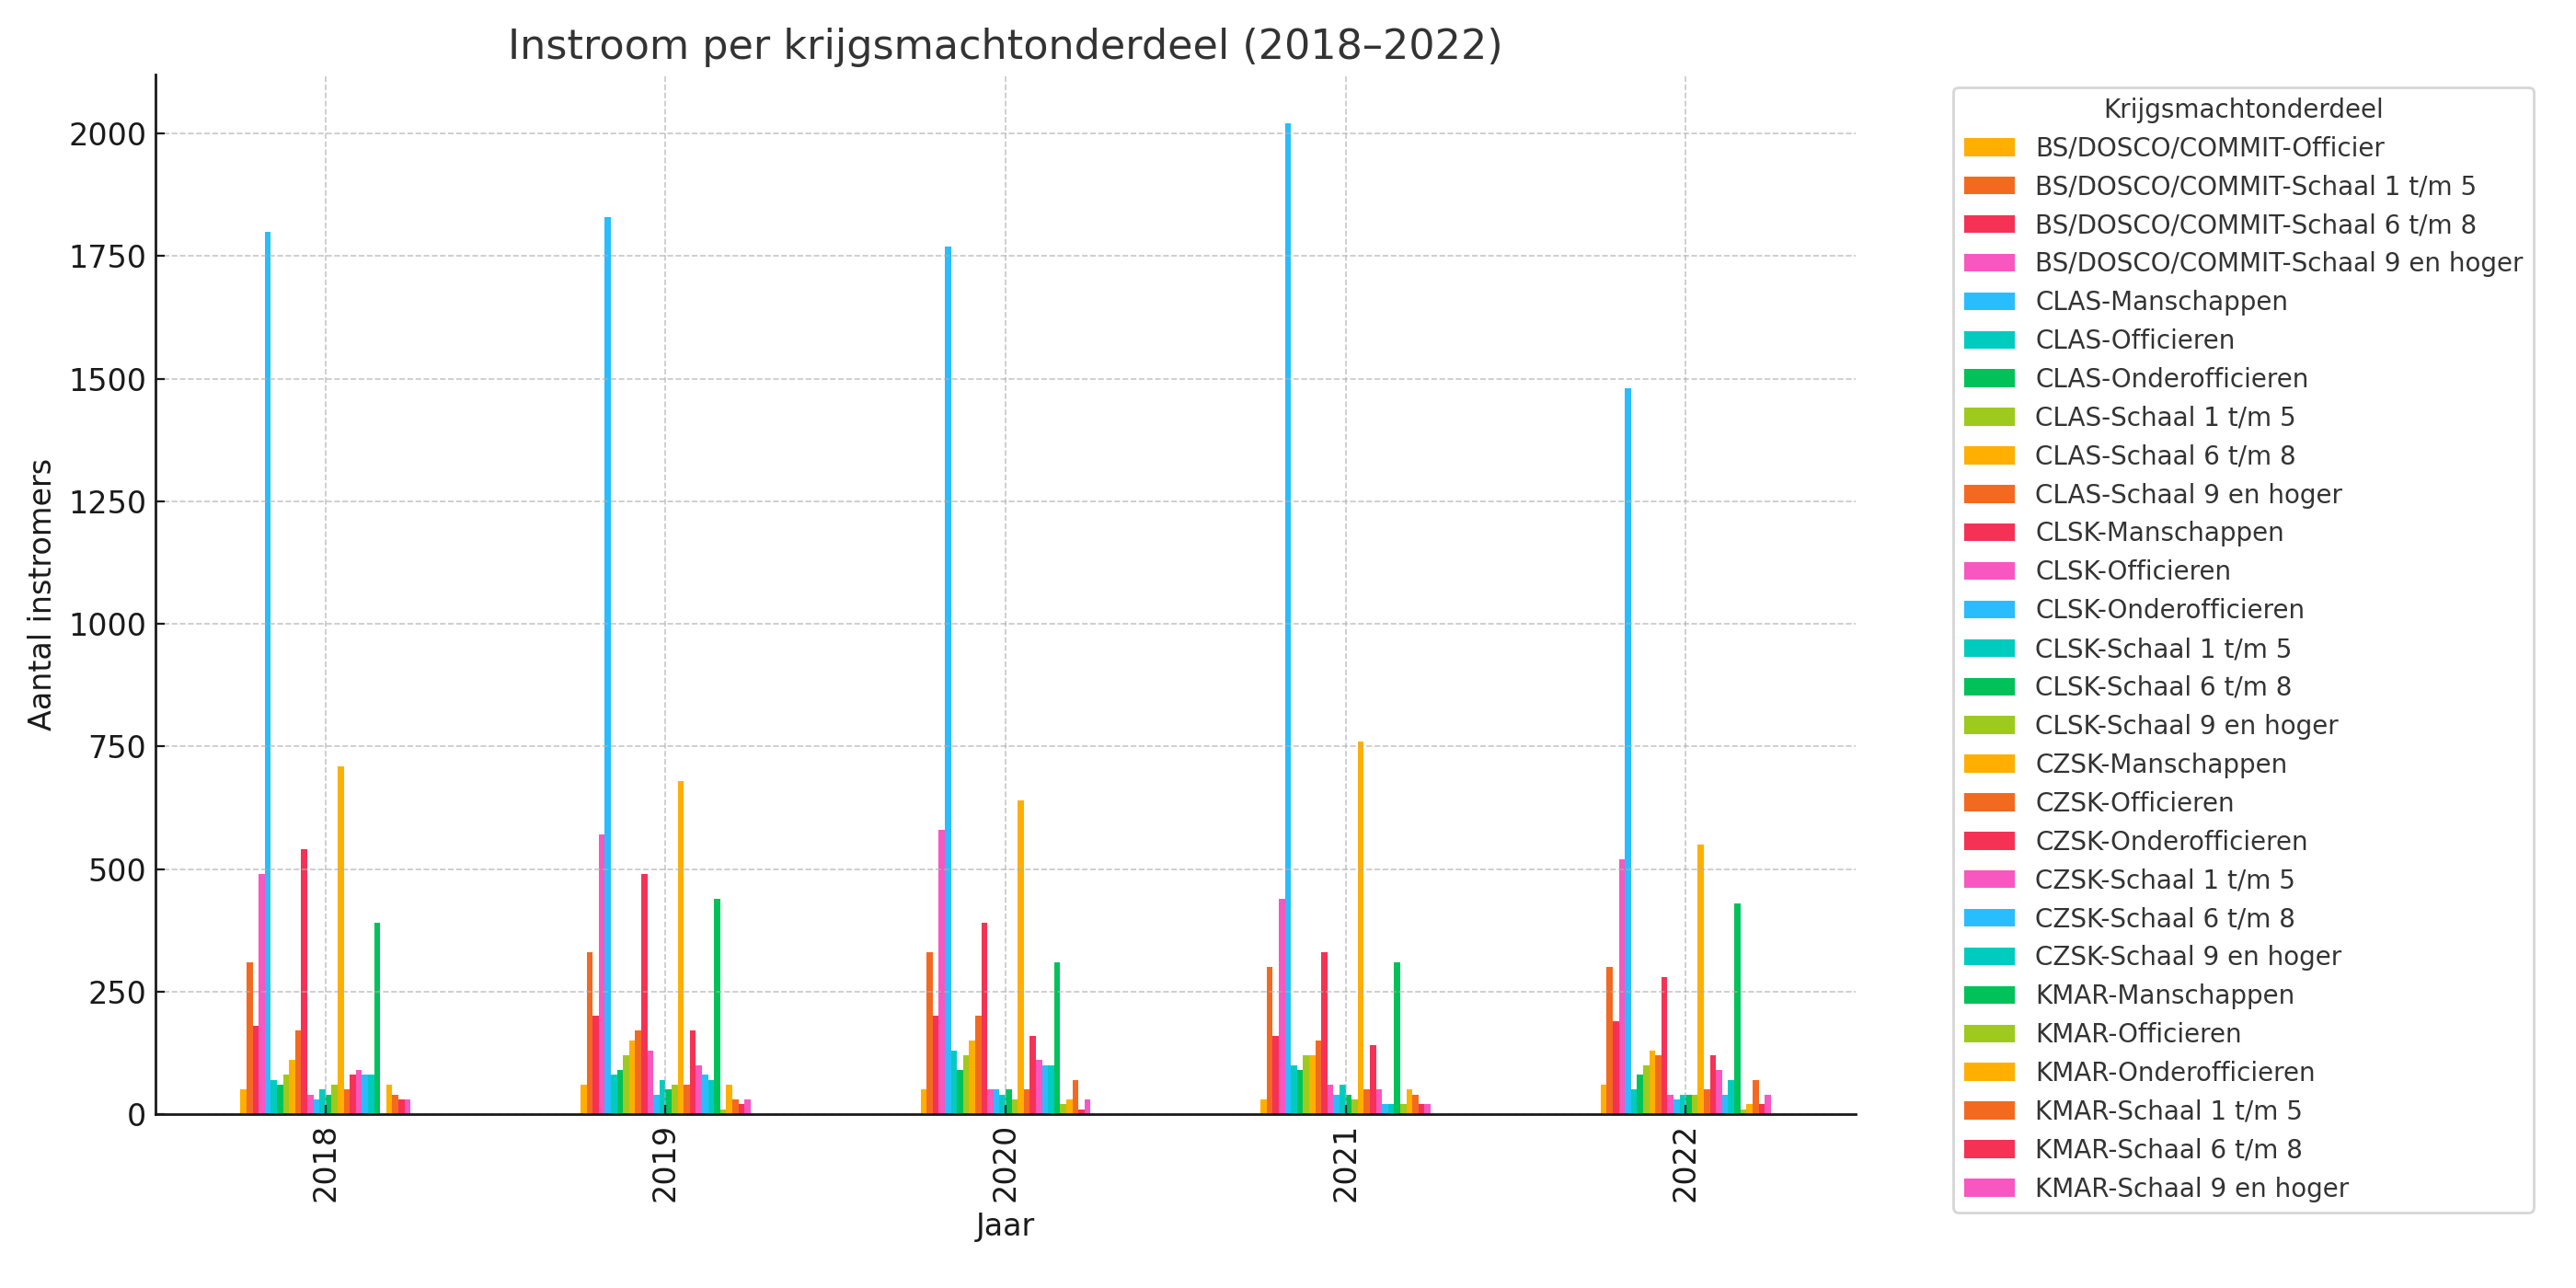 Instroom per krijgsmachtonderdeel (2018–2022)
Aantal instromers
2000
1750
1500
1250
1000
750
500
250
0
2018
2019
2020
2021
2022
Jaar
Krijgsmachtonderdeel
BS/DOSCO/COMMIT-Officier
BS/DOSCO/COMMIT-Schaal 1 t/m 5
BS/DOSCO/COMMIT-Schaal 6 t/m 8
BS/DOSCO/COMMIT-Schaal 9 en hoger
CLAS-Manschappen
CLAS-Officieren
CLAS-Onderofficieren
CLAS-Schaal 1 t/m 5
CLAS-Schaal 6 t/m 8
CLAS-Schaal 9 en hoger
CLSK-Manschappen
CLSK-Officieren
CLSK-Onderofficieren
CLSK-Schaal 1 t/m 5
CLSK-Schaal 6 t/m 8
CLSK-Schaal 9 en hoger
CZSK-Manschappen
CZSK-Officieren
CZSK-Onderofficieren
CZSK-Schaal 1 t/m 5
CZSK-Schaal 6 t/m 8
CZSK-Schaal 9 en hoger
KMAR-Manschappen
KMAR-Officieren
KMAR-Onderofficieren
KMAR-Schaal 1 t/m 5
KMAR-Schaal 6 t/m 8
KMAR-Schaal 9 en hoger